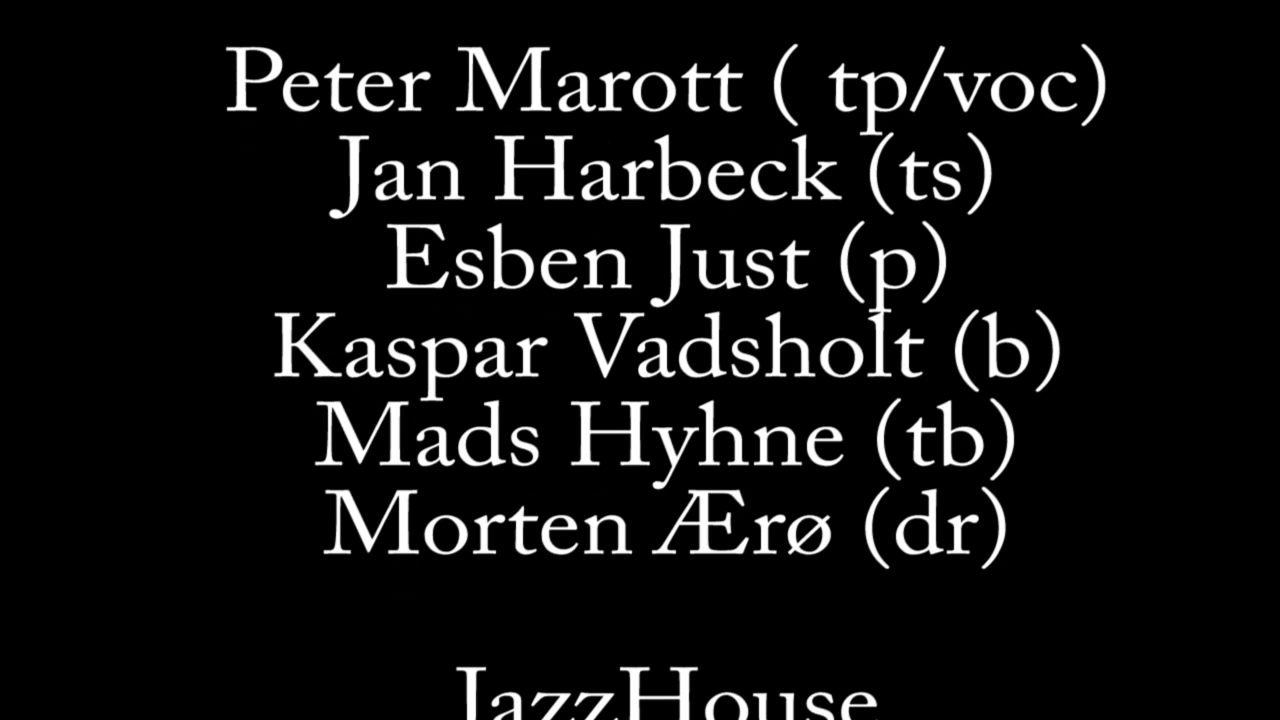 Peter Marott ( tp/voc)
Jan Harbeck (ts)
Esben Just (p)
Kaspar Vadsholt (b)
Mads Hyhne (tb)
Morten Ærø (dr)
JazzHouse